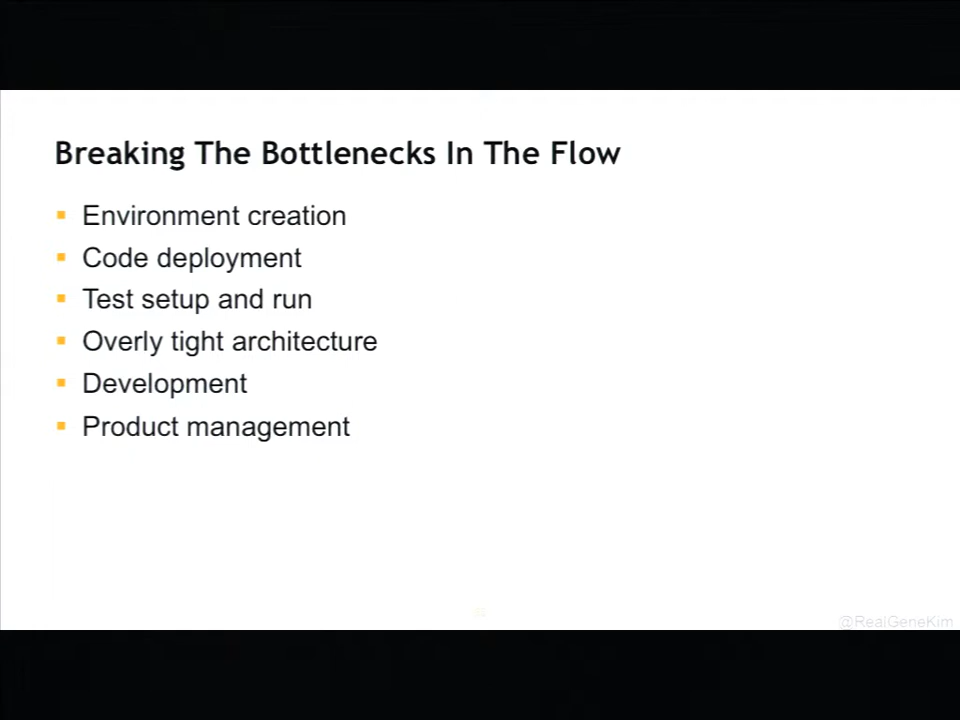 Breaking The Bottlenecks In The Flow
Environment creation
Code deployment
Test setup and run
Overly tight architecture
Development
Product management
@RealGeneKim